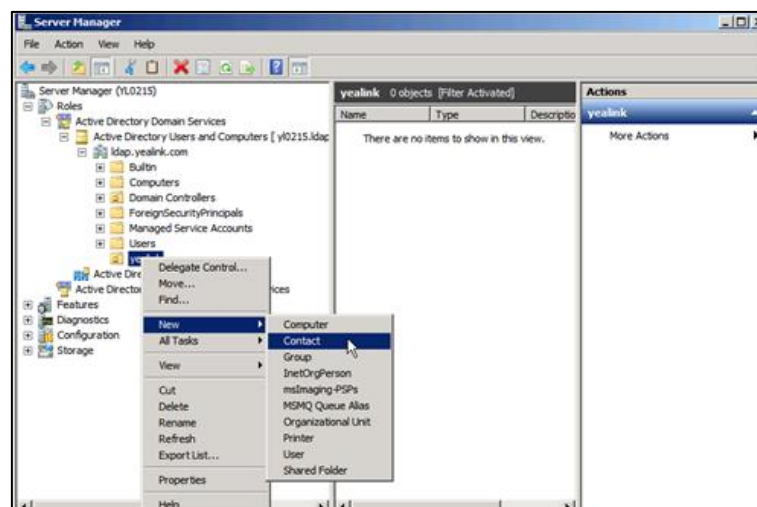 Server Manager
File Action View Help
Server Manager (YL0215)
Roles
Active Directory Domain Services
Active Directory Users and Computers [ yl0215.ldap
ldap.yealink.com
Builtin
Computers
Domain Controllers
ForeignSecurityPrincipals
Managed Service Accounts
Users
Active Dire
Active Director
ices
Features
Diagnostics
Configuration
Storage
Delegate Control...
Move...
Find...
New
All Tasks
View
Cut
Delete
Rename
Refresh
Export List...
Properties
Help
Computer
Contact
Group
InetOrgPerson
msImaging-PSPs
MSMQ Queue Alias
Organizational Unit
Printer
User
Shared Folder
yealink 0 objects [Filter Activated]
Name Type Descriptio
There are no items to show in this view.
Actions
yealink
More Actions